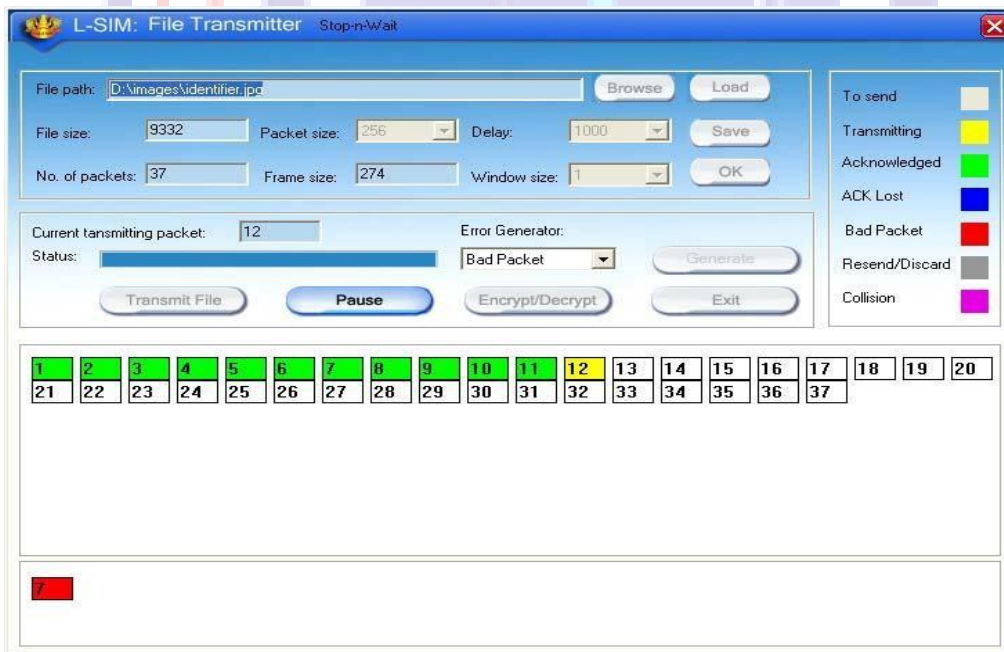 L-SIM: File Transmitter Stop-n-Wait
File path: D:\images\identifier.jpg Browse Load
File size: 9332 Packet size: 256 Delay: 1000 Save
No. of packets: 37 Frame size: 274 Window size: 1 OK
To send
Transmitting
Acknowledged
ACK Lost
Bad Packet
Resend/Discard
Collision
Current tansmitting packet: 12 Error Generator:
Status: Bad Packet Generate
Transmit File Pause Encrypt/Decrypt Exit
1 2 3 4 5 6 7 8 9 10 11 12 13 14 15 16 17 18 19 20
21 22 23 24 25 26 27 28 29 30 31 32 33 34 35 36 37
7